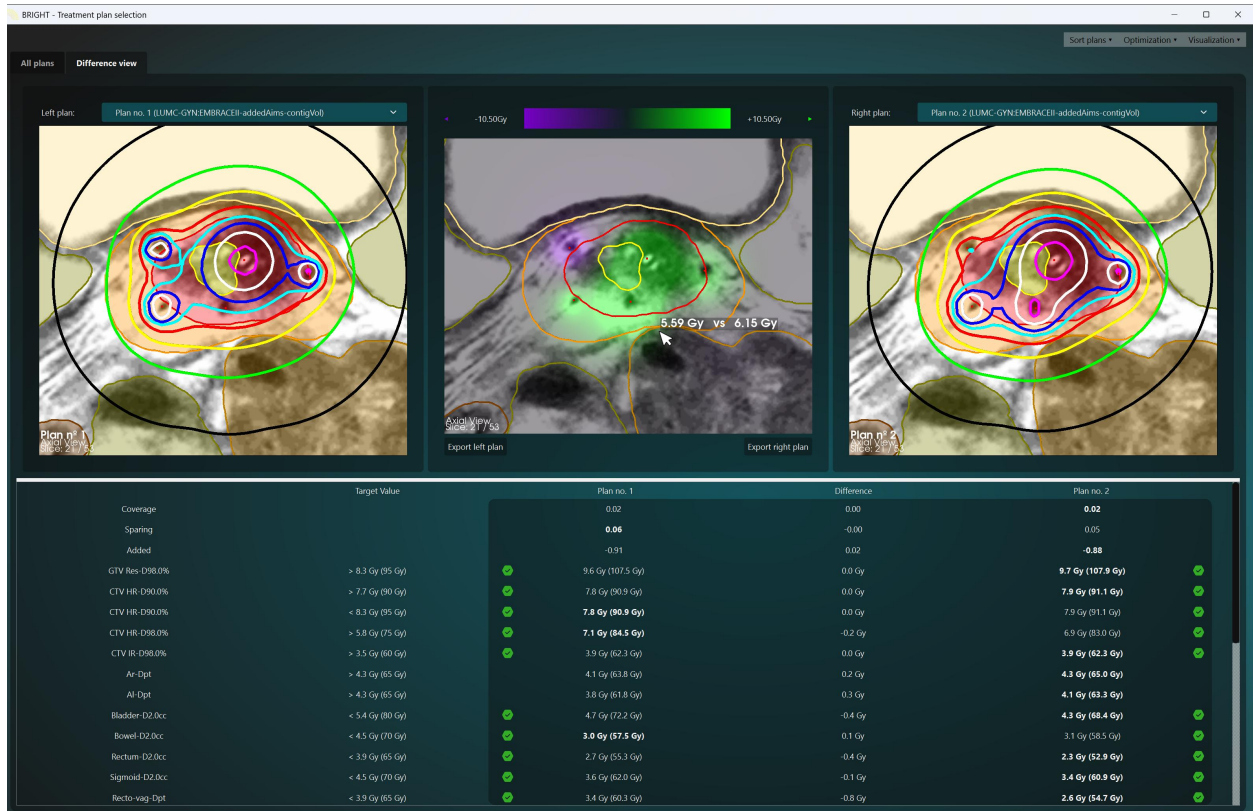 BRIGHT - Treatment plan selection
Sort plans Optimization Visualization
All plans Difference view
Left plan: Plan no. 1 (LUMC-GYN:EMBRACEII-addedAims-contigVol)
-10.50Gy +10.50Gy
Right plan: Plan no. 2 (LUMC-GYN:EMBRACEII-addedAims-contigVol)
5.59 Gy vs 6.15 Gy
Plan nº 1
Axial View
Slice: 21 / 53
Axial View
Slice: 21 / 53
Plan nº 2
Axial View
Slice: 21 / 53
Export left plan Export right plan
Target Value Plan no. 1 Difference Plan no. 2
Coverage 0.02 0.00 0.02
Sparing 0.06 -0.00 0.05
Added -0.91 0.02 -0.88
GTV Res-D98.0% > 8.3 Gy (95 Gy) 9.6 Gy (107.5 Gy) 0.0 Gy 9.7 Gy (107.9 Gy)
CTV HR-D90.0% > 7.7 Gy (90 Gy) 7.8 Gy (90.9 Gy) 0.0 Gy 7.9 Gy (91.1 Gy)
CTV HR-D90.0% < 8.3 Gy (95 Gy) 7.8 Gy (90.9 Gy) 0.0 Gy 7.9 Gy (91.1 Gy)
CTV HR-D98.0% > 5.8 Gy (75 Gy) 7.1 Gy (84.5 Gy) -0.2 Gy 6.9 Gy (83.0 Gy)
CTV IR-D98.0% > 3.5 Gy (60 Gy) 3.9 Gy (62.3 Gy) 0.0 Gy 3.9 Gy (62.3 Gy)
Ar-Dpt > 4.3 Gy (65 Gy) 4.1 Gy (63.8 Gy) 0.2 Gy 4.3 Gy (65.0 Gy)
Al-Dpt > 4.3 Gy (65 Gy) 3.8 Gy (61.8 Gy) 0.3 Gy 4.1 Gy (63.3 Gy)
Bladder-D2.0cc < 5.4 Gy (80 Gy) 4.7 Gy (72.2 Gy) -0.4 Gy 4.3 Gy (68.4 Gy)
Bowel-D2.0cc < 4.5 Gy (70 Gy) 3.0 Gy (57.5 Gy) 0.1 Gy 3.1 Gy (58.5 Gy)
Rectum-D2.0cc < 3.9 Gy (65 Gy) 2.7 Gy (55.3 Gy) -0.4 Gy 2.3 Gy (52.9 Gy)
Sigmoid-D2.0cc < 4.5 Gy (70 Gy) 3.6 Gy (62.0 Gy) -0.1 Gy 3.4 Gy (60.9 Gy)
Recto-vag-Dpt < 3.9 Gy (65 Gy) 3.4 Gy (60.3 Gy) -0.8 Gy 2.6 Gy (54.7 Gy)